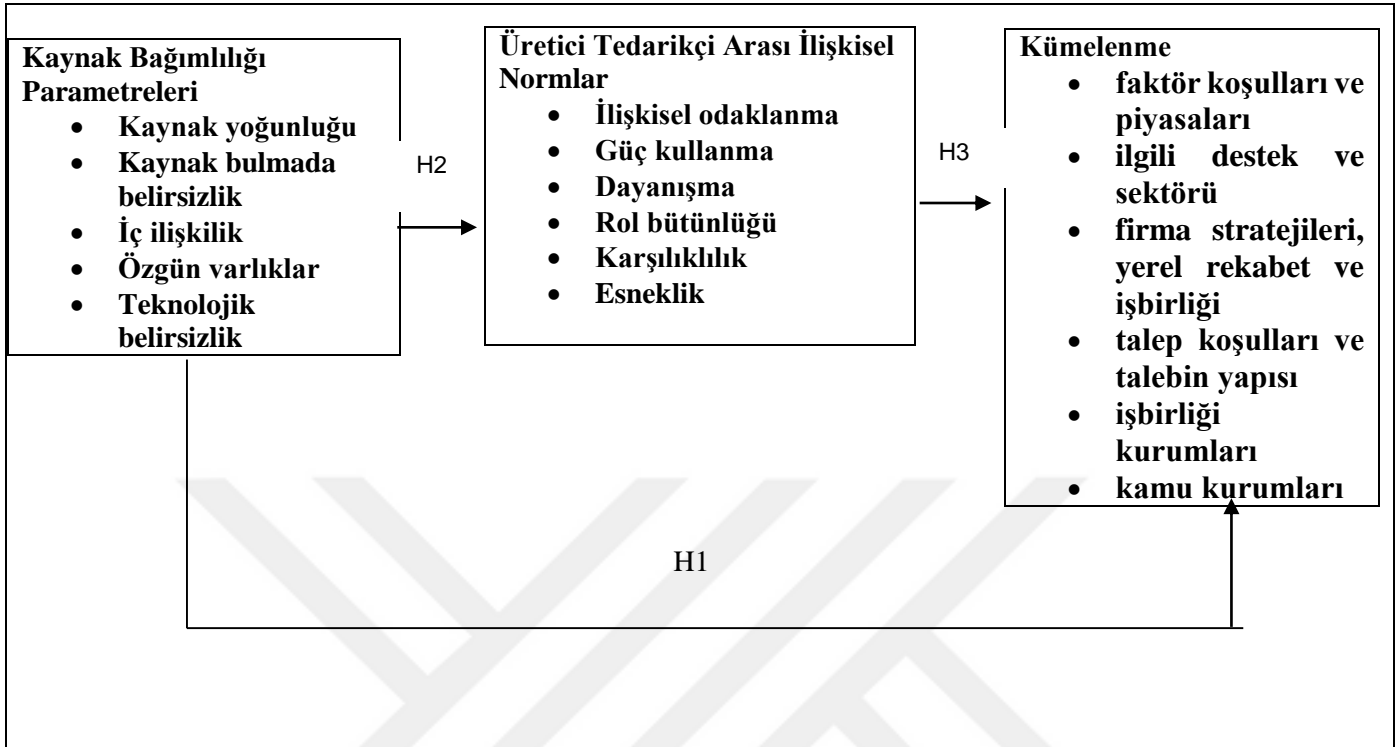 Kaynak Bağımlılığı
Parametreleri
• Kaynak yoğunluğu
• Kaynak bulmada
belirsizlik
• İç ilişkilik
• Özgün varlıklar
• Teknolojik
belirsizlik
H2
Üretici Tedarikçi Arası İlişkisel
Normlar
• İlişkisel odaklanma
• Güç kullanma
• Dayanışma
• Rol bütünlüğü
• Karşılıklılık
• Esneklik
H3
Kümelenme
• faktör koşulları ve
piyasaları
• ilgili destek ve
sektörü
• firma stratejileri,
yerel rekabet ve
işbirliği
• talep koşulları ve
talebin yapısı
• işbirliği
kurumları
• kamu kurumları
H1